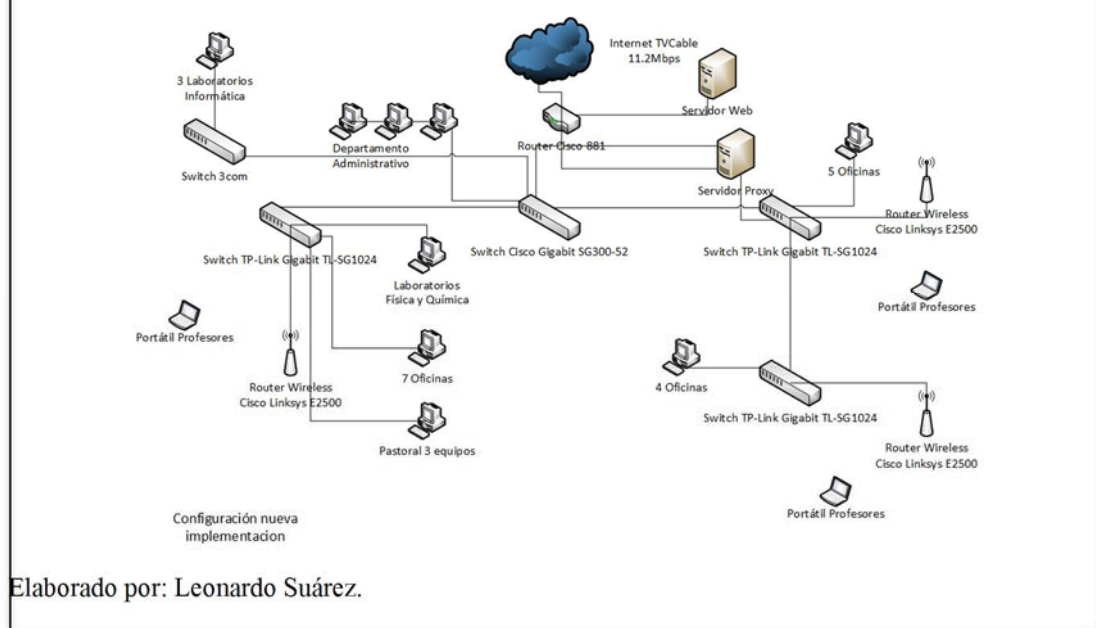 Internet TVCable
11.2Mbps
Servidor Web
3 Laboratorios
Informática
Departamento
Administrativo
Router Cisco 881
Switch 3com
Servidor Proxy
5 Oficinas
Router Wireless
Cisco Linksys E2500
Switch TP-Link Gigabit TL-SG1024
Switch Cisco Gigabit SG300-52
Switch TP-Link Gigabit TL-SG1024
Laboratorios
Física y Química
Portátil Profesores
Portátil Profesores
7 Oficinas
Router Wireless
Cisco Linksys E2500
4 Oficinas
Switch TP-Link Gigabit TL-SG1024
Pastoral 3 equipos
Router Wireless
Cisco Linksys E2500
Portátil Profesores
Configuración nueva
implementacion
Elaborado por: Leonardo Suárez.